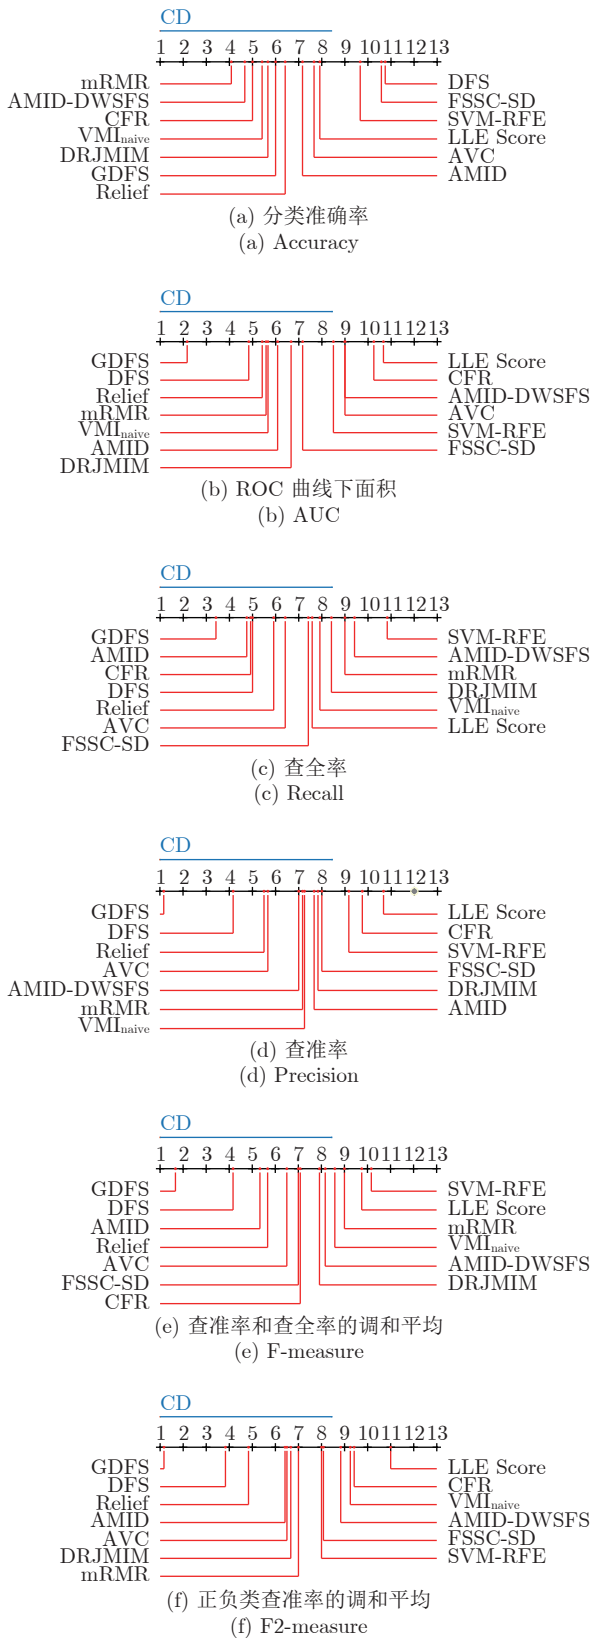 CD
1 2 3 4 5 6 7 8 9 10 11 12 13
mRMR DFS
AMID-DWSFS FSSC-SD
CFR SVM-RFE
VMInaive LLE Score
DRJMIM AVC
GDFS AMID
Relief
(a) 分类准确率
(a) Accuracy
CD
1 2 3 4 5 6 7 8 9 10 11 12 13
GDFS LLE Score
DFS CFR
Relief AMID-DWSFS
mRMR AVC
VMInaive SVM-RFE
AMID FSSC-SD
DRJMIM
(b) ROC 曲线下面积
(b) AUC
CD
1 2 3 4 5 6 7 8 9 10 11 12 13
GDFS SVM-RFE
AMID AMID-DWSFS
CFR mRMR
DFS DRJMIM
Relief VMInaive
AVC LLE Score
FSSC-SD
(c) 查全率
(c) Recall
CD
1 2 3 4 5 6 7 8 9 10 11 12 13
GDFS LLE Score
DFS CFR
Relief SVM-RFE
AVC FSSC-SD
AMID-DWSFS DRJMIM
mRMR AMID
VMInaive
(d) 查准率
(d) Precision
CD
1 2 3 4 5 6 7 8 9 10 11 12 13
GDFS SVM-RFE
DFS LLE Score
AMID mRMR
Relief VMInaive
AVC AMID-DWSFS
FSSC-SD DRJMIM
CFR
(e) 查准率和查全率的调和平均
(e) F-measure
CD
1 2 3 4 5 6 7 8 9 10 11 12 13
GDFS LLE Score
DFS CFR
Relief VMInaive
AMID AMID-DWSFS
AVC FSSC-SD
DRJMIM SVM-RFE
mRMR
(f) 正负类查准率的调和平均
(f) F2-measure